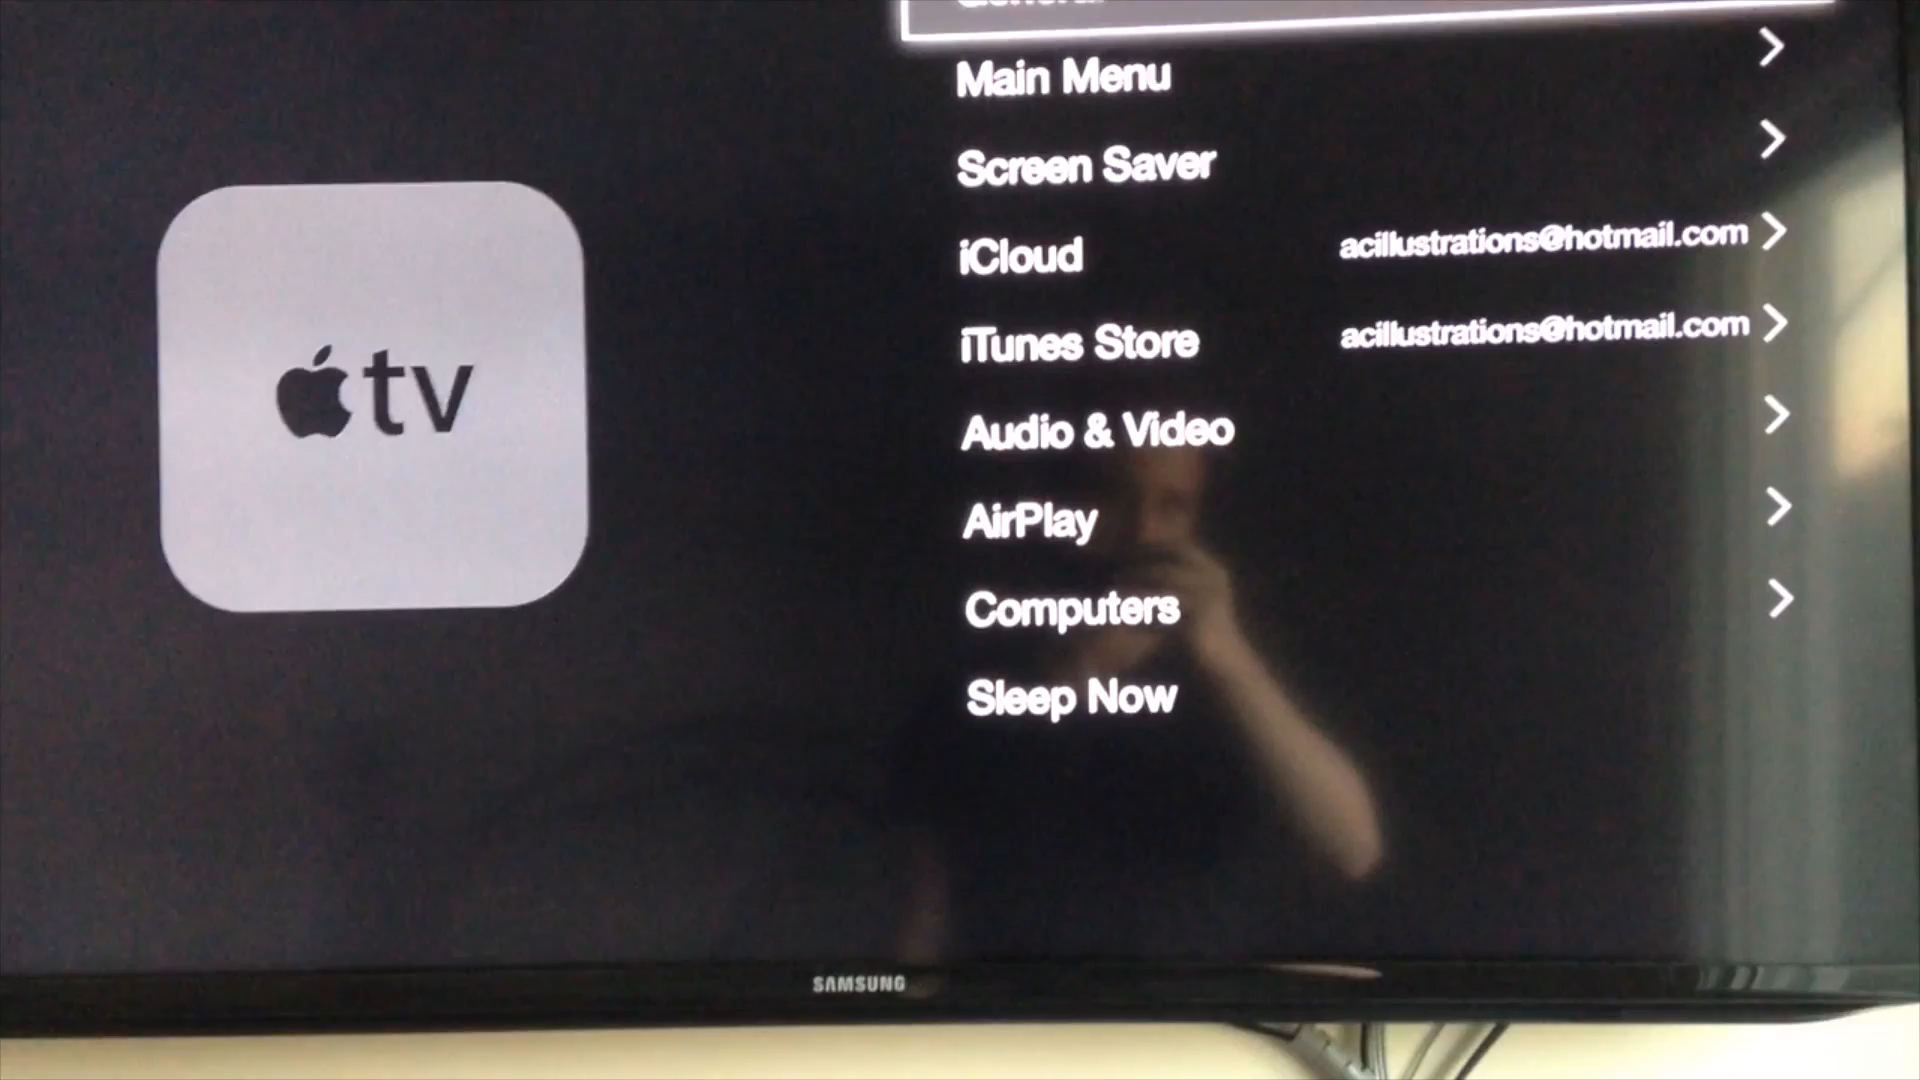 General
Main Menu
Screen Saver
iCloud acillustrations@hotmail.com
iTunes Store acillustrations@hotmail.com
Audio & Video
AirPlay
Computers
Sleep Now
tv
SAMSUNG